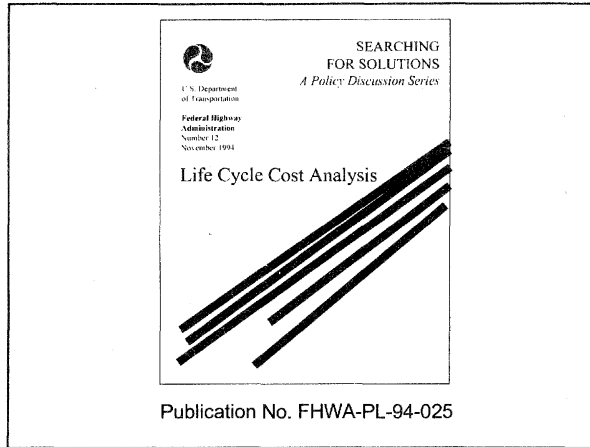 SEARCHING
FOR SOLUTIONS
A Policy Discussion Series
U.S. Department
of Transportation
Federal Highway
Administration
Number 12
November 1994
Life Cycle Cost Analysis
Publication No. FHWA-PL-94-025